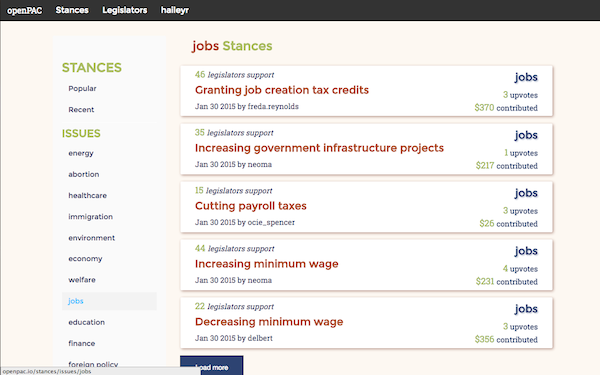 openPAC Stances Legislators halleyr
STANCES
Popular
Recent
ISSUES
energy
abortion
healthcare
immigration
environment
economy
welfare
jobs
education
finance
foreign policy
jobs Stances
46 legislators support
jobs
Granting job creation tax credits
3 upvotes
Jan 30 2015 by freda.reynolds
$370 contributed
35 legislators support
jobs
Increasing government infrastructure projects
1 upvotes
Jan 30 2015 by neoma
$217 contributed
15 legislators support
jobs
Cutting payroll taxes
3 upvotes
Jan 30 2015 by ocie_spencer
$26 contributed
44 legislators support
jobs
Increasing minimum wage
4 upvotes
Jan 30 2015 by neoma
$231 contributed
22 legislators support
jobs
Decreasing minimum wage
3 upvotes
Jan 30 2015 by delbert
$356 contributed
Load more
openpac.io/stances/issues/jobs